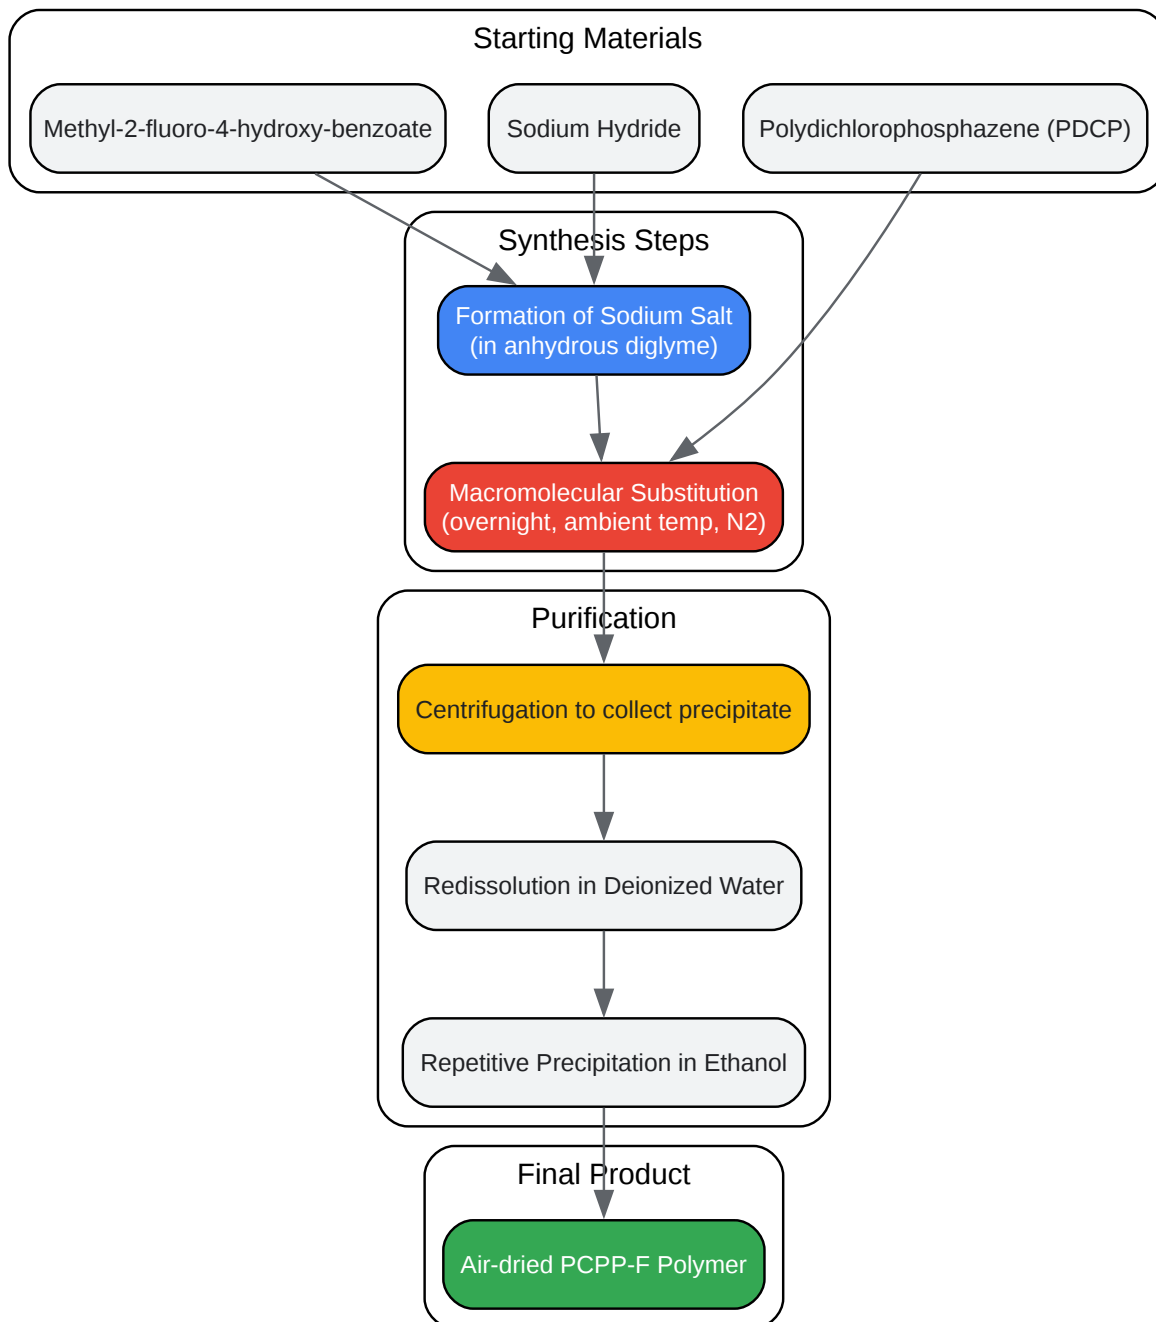 Starting Materials
Methyl-2-fluoro-4-hydroxy-benzoate
Sodium Hydride
Polydichlorophosphazene (PDCP)
Synthesis Steps
Formation of Sodium Salt
(in anhydrous diglyme)
Macromolecular Substitution
(overnight, ambient temp, N2)
Purification
Centrifugation to collect precipitate
Redissolution in Deionized Water
Repetitive Precipitation in Ethanol
Final Product
Air-dried PCPP-F Polymer